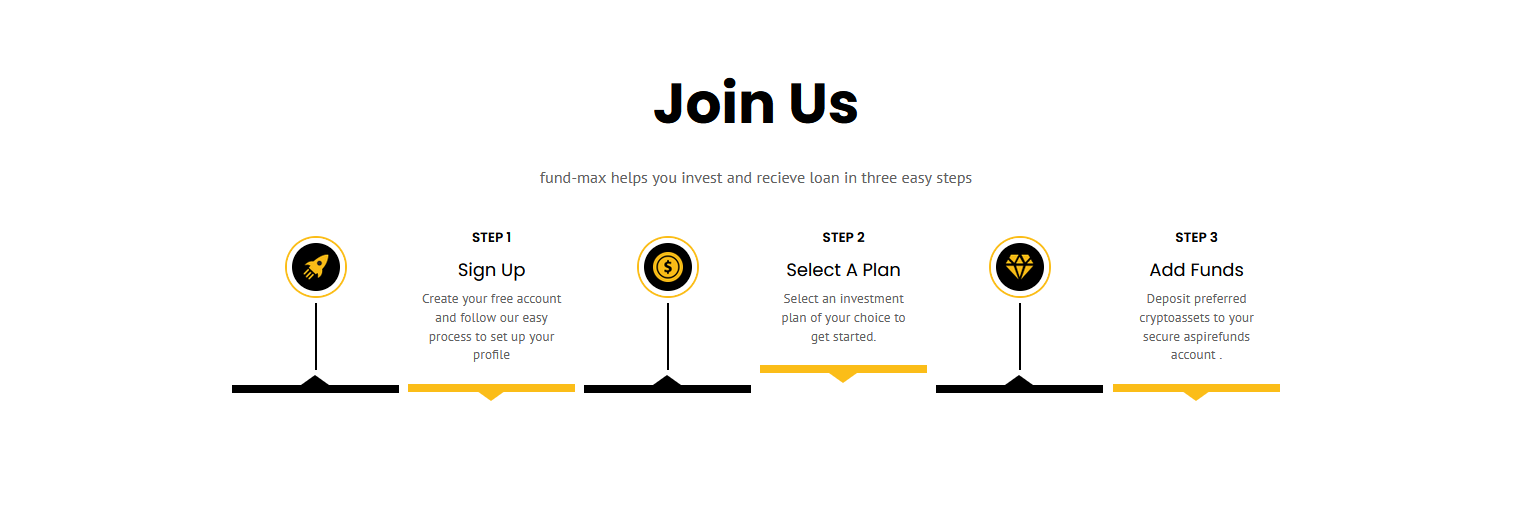 Join Us
fund-max helps you invest and recieve loan in three easy steps
STEP 1
Sign Up
Create your free account
and follow our easy
process to set up your
profile
STEP 2
Select A Plan
Select an investment
plan of your choice to
get started.
STEP 3
Add Funds
Deposit preferred
cryptoassets to your
secure aspirefunds
account .